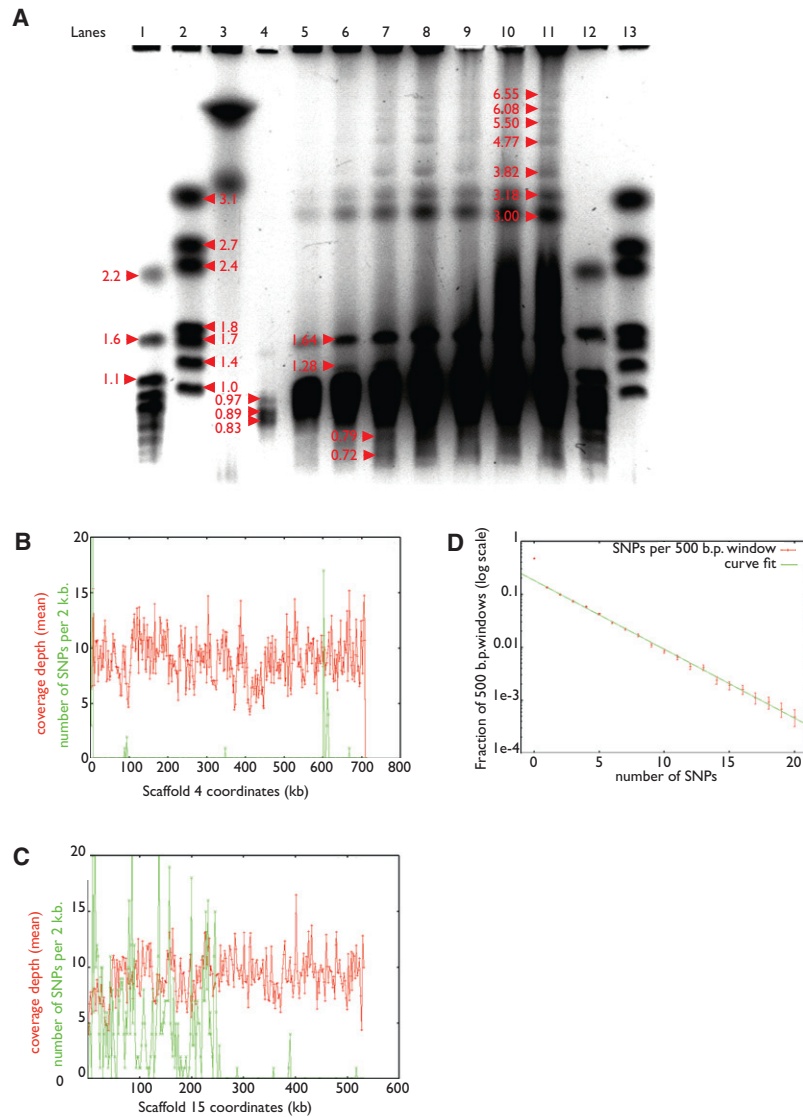 A
Lanes 1 2 3 4 5 6 7 8 9 10 11 12 13
6.55
6.08
5.50
4.77
3.82
3.18
3.00
3.1
2.7
2.4
2.2
1.8
1.7
1.6
1.64
1.4
1.28
1.1
1.0
0.97
0.89
0.83
0.79
0.72
B
coverage depth (mean)
number of SNPs per 2 k.b.
20
15
10
5
0
0 100 200 300 400 500 600 700 800
Scaffold 4 coordinates (kb)
D
Fraction of 500 b.p.windows (log scale)
1
0.1
0.01
1e-3
1e-4
SNPs per 500 b.p. window
curve fit
0 5 10 15 20
number of SNPs
C
coverage depth (mean)
number of SNPs per 2 k.b.
20
15
10
5
0
100 200 300 400 500 600
Scaffold 15 coordinates (kb)